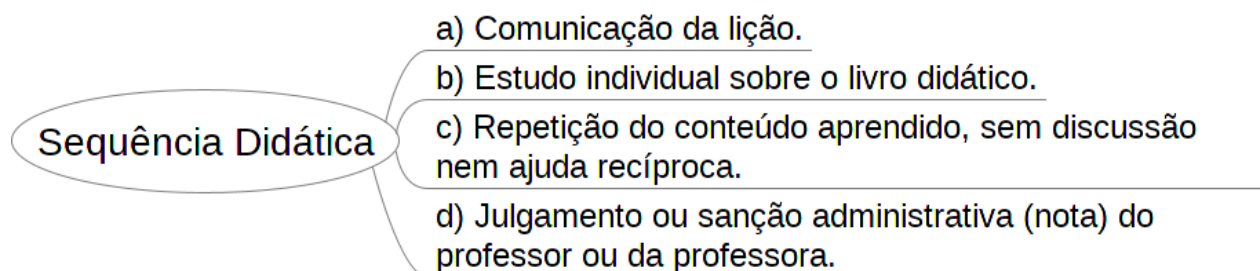 Sequência Didática
a) Comunicação da lição.
b) Estudo individual sobre o livro didático.
c) Repetição do conteúdo aprendido, sem discussão
nem ajuda recíproca.
d) Julgamento ou sanção administrativa (nota) do
professor ou da professora.